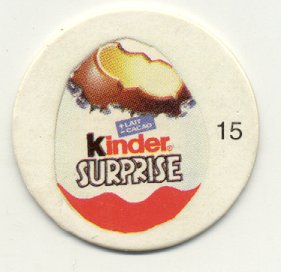 + LAIT
- CACAO
Kinder®
SURPRISE
15